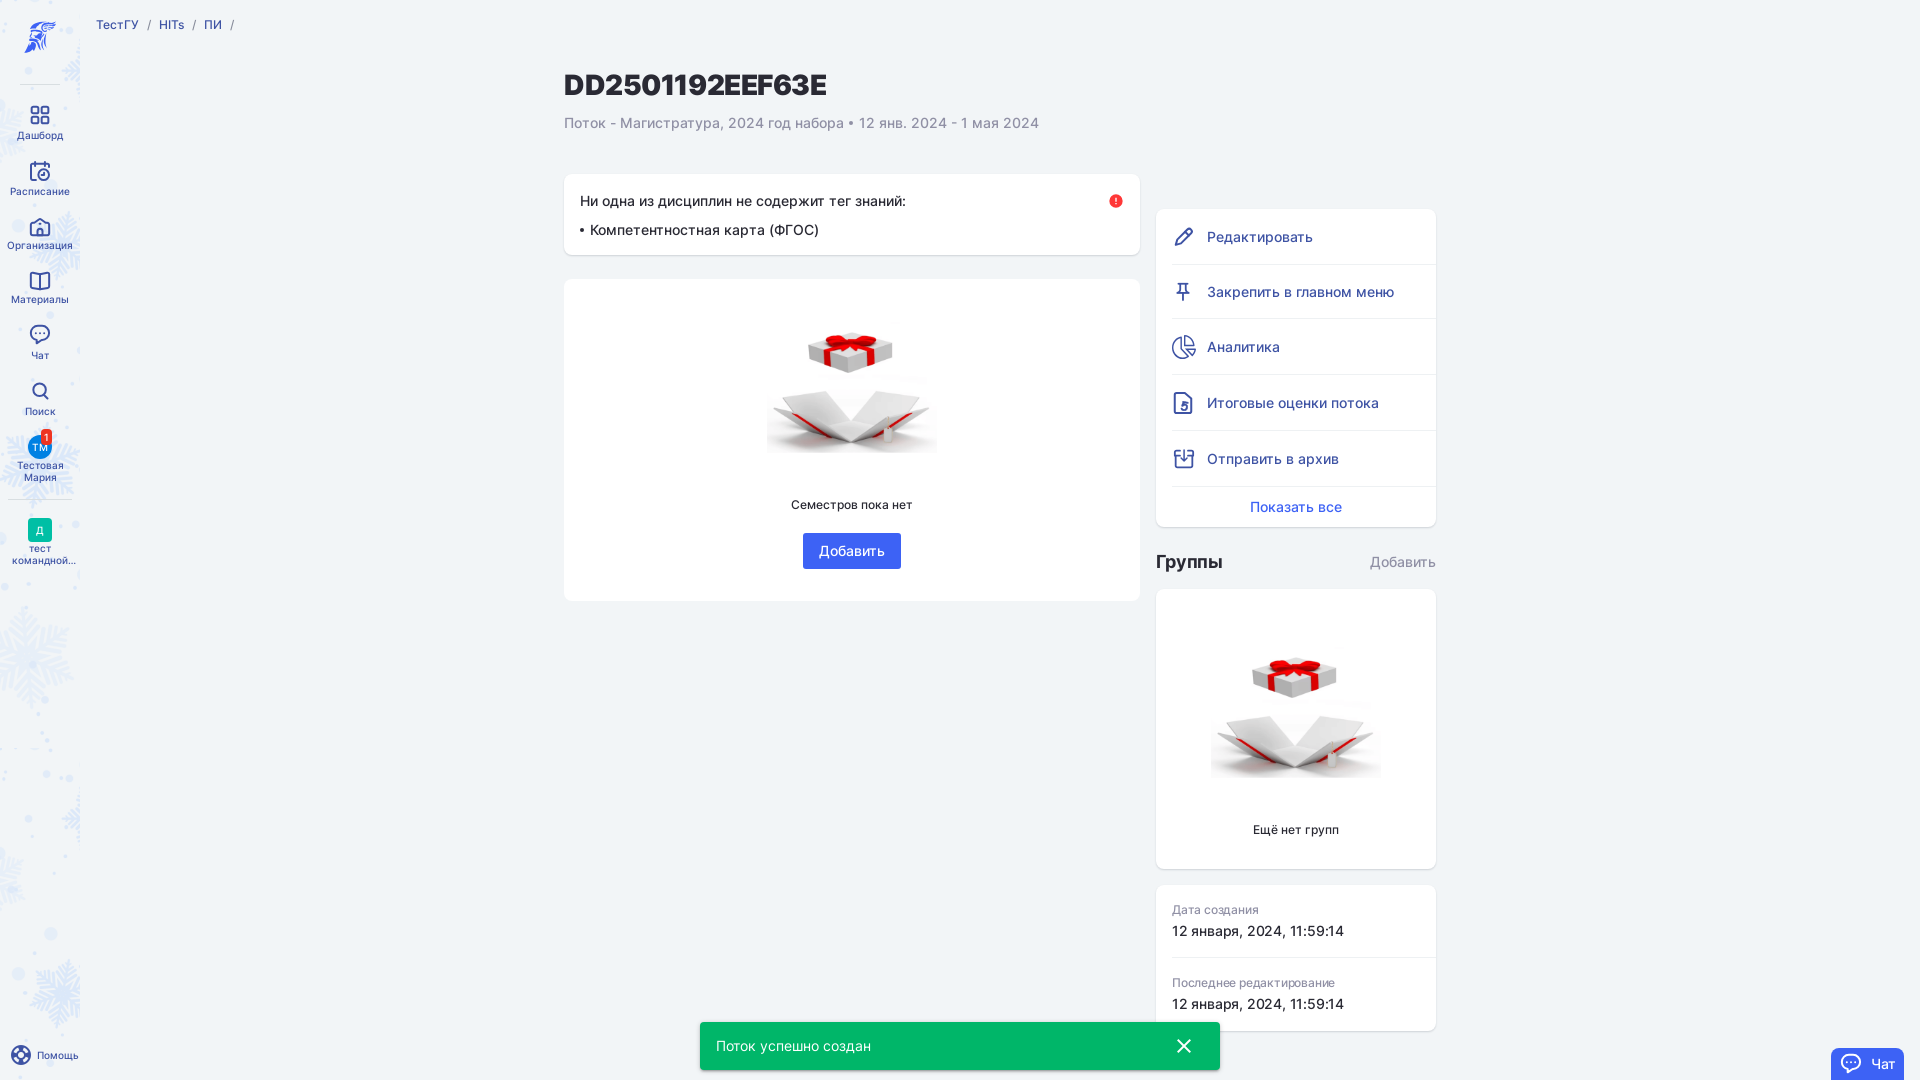 ТестГУ / HITs / ПИ /
Дашборд
Расписание
Организация
Материалы
Чат
Поиск
ТМ
1
Тестовая
Мария
Д
тест
командной...
Помощь
DD2501192EEF63E
Поток - Магистратура, 2024 год набора • 12 янв. 2024 - 1 мая 2024
Ни одна из дисциплин не содержит тег знаний:
• Компетентностная карта (ФГОС)
Семестров пока нет
Добавить
Редактировать
Закрепить в главном меню
Аналитика
Итоговые оценки потока
Отправить в архив
Показать все
Группы
Добавить
Ещё нет групп
Дата создания
12 января, 2024, 11:59:14
Последнее редактирование
12 января, 2024, 11:59:14
Поток успешно создан
Чат